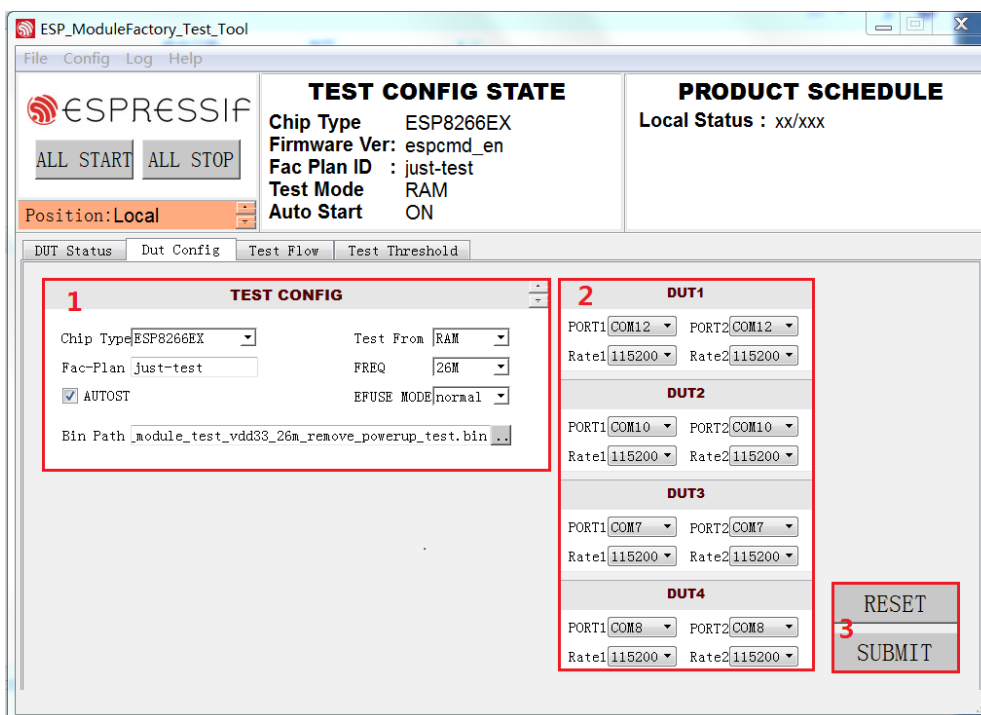 ESP_ModuleFactory_Test_Tool
File Config Log Help
ESPRESSIF
ALL START ALL STOP
Position:Local
TEST CONFIG STATE
Chip Type ESP8266EX
Firmware Ver: espcmd_en
Fac Plan ID : just-test
Test Mode RAM
Auto Start ON
PRODUCT SCHEDULE
Local Status : xx/xxx
DUT Status Dut Config Test Flow Test Threshold
1 TEST CONFIG
Chip Type ESP8266EX Test From RAM
Fac-Plan just-test FREQ 26M
AUTOST EFUSE MODE normal
Bin Path _module_test_vdd33_26m_remove_powerup_test.bin ..
2 DUT1
PORT1 COM12 PORT2 COM12
Rate1 115200 Rate2 115200
DUT2
PORT1 COM10 PORT2 COM10
Rate1 115200 Rate2 115200
DUT3
PORT1 COM7 PORT2 COM7
Rate1 115200 Rate2 115200
DUT4
PORT1 COM8 PORT2 COM8
Rate1 115200 Rate2 115200
RESET
3
SUBMIT